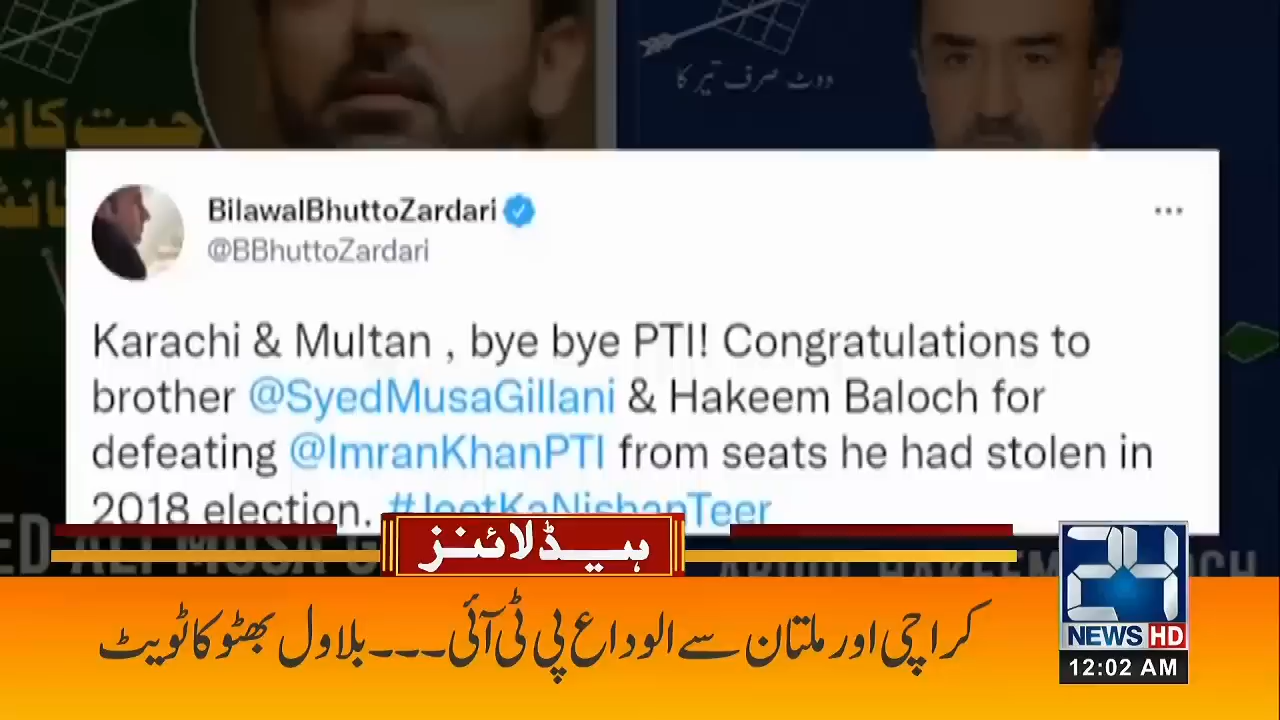 ووٹ صرف تیر کا
BilawalBhuttoZardari
@BBhuttoZardari
Karachi & Multan , bye bye PTI! Congratulations to
brother @SyedMusaGillani & Hakeem Baloch for
defeating @ImranKhanPTI from seats he had stolen in
2018 election. #JeetKaNishanTeer
ہیڈلائنز
کراچی اور ملتان سے الوداع پی ٹی آئی۔۔۔بلاول بھٹو کا ٹویٹ
24
NEWS HD
12:02 AM